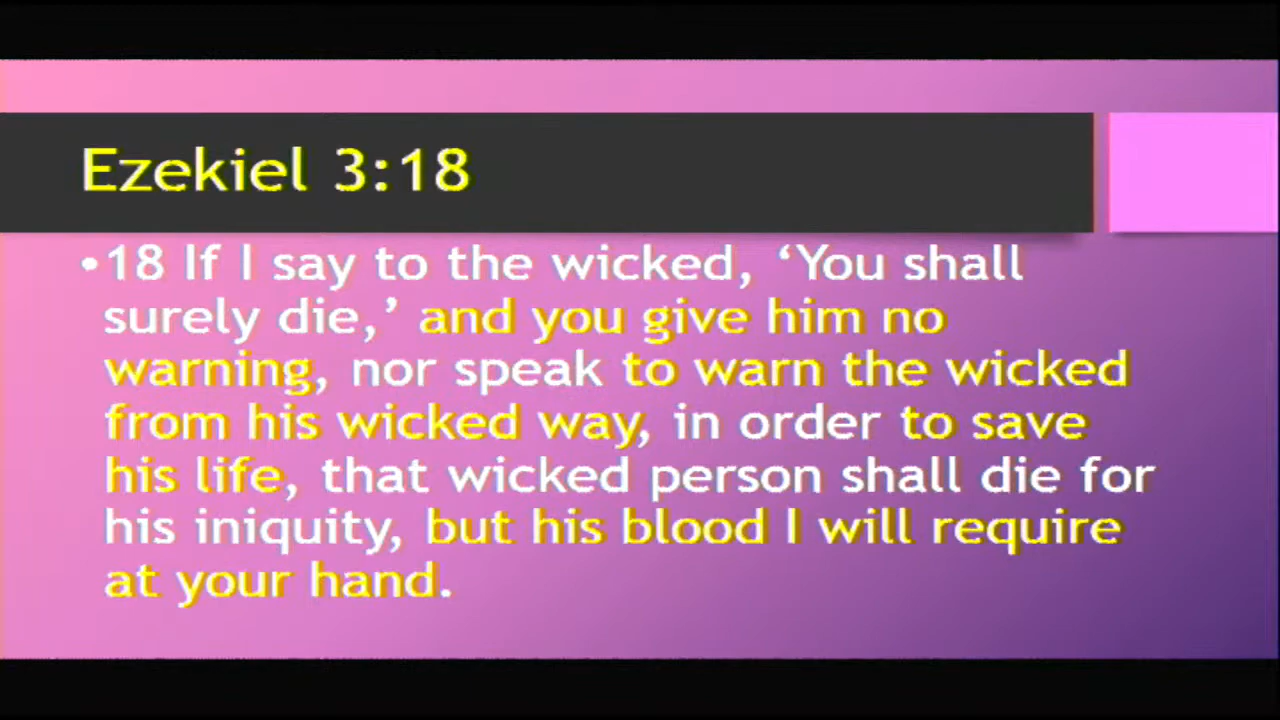 Ezekiel 3:18
•18 If I say to the wicked, ‘You shall
surely die,’ and you give him no
warning, nor speak to warn the wicked
from his wicked way, in order to save
his life, that wicked person shall die for
his iniquity, but his blood I will require
at your hand.